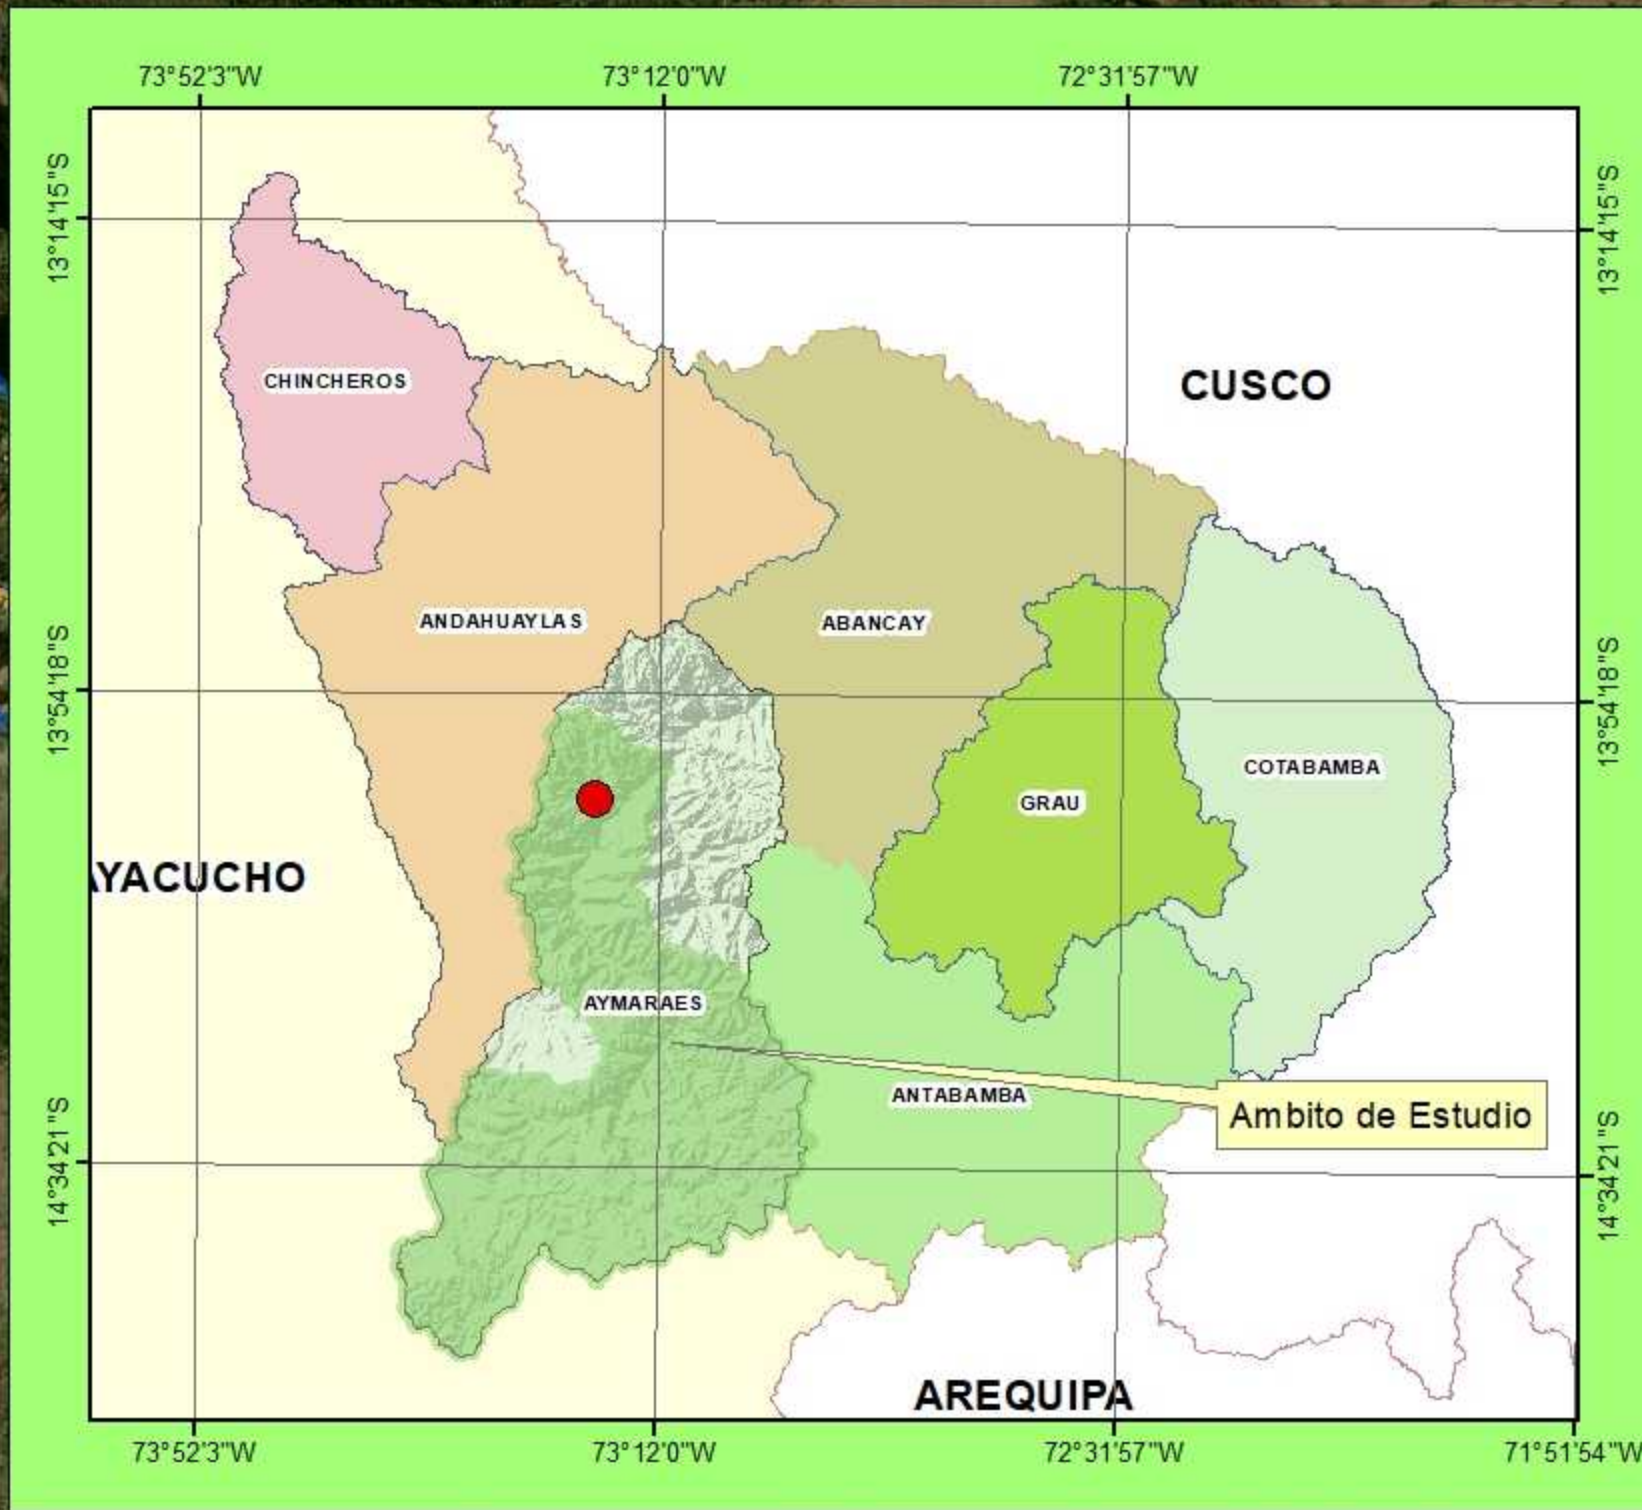 73°52'3"W 73°12'0"W 72°31'57"W
13°14'15"S 13°14'15"S
CHINCHEROS
CUSCO
ANDAHUAYLAS ABANCAY
13°54'18"S 13°54'18"S
COTABAMBA
GRAU
AYACUCHO
AYMARAES
ANTABAMBA
Ambito de Estudio
14°34'21"S 14°34'21"S
AREQUIPA
73°52'3"W 73°12'0"W 72°31'57"W 71°51'54"W